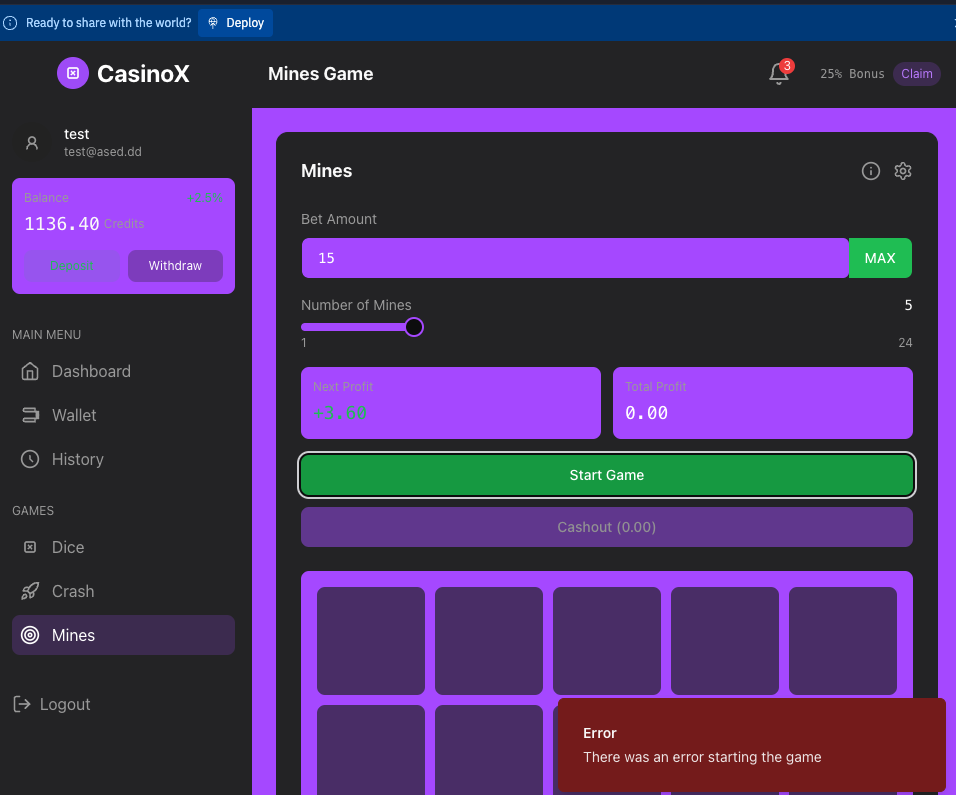 Ready to share with the world? Deploy
CasinoX
Mines Game
3
25% Bonus Claim
test
test@ased.dd
Balance
1136.40 Credits
Withdraw
MAIN MENU
Dashboard
Wallet
History
GAMES
Dice
Crash
Mines
Logout
Mines
Bet Amount
15 MAX
Number of Mines 5
1 24
Next Profit
+3.60
Total Profit
0.00
Start Game
Cashout (0.00)
Error
There was an error starting the game